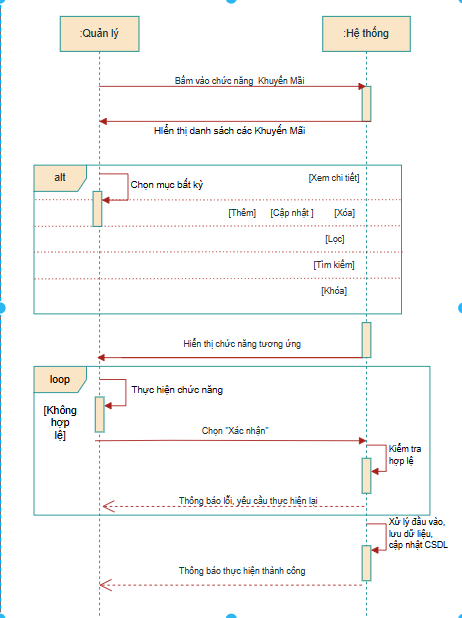 :Quản lý
:Hệ thống
Bấm vào chức năng Khuyến Mãi
Hiển thị danh sách các Khuyến Mãi
alt
[Xem chi tiết]
Chọn mục bất kỳ
[Thêm] [Cập nhật ] [Xóa]
[Lọc]
[Tìm kiếm]
[Khóa]
Hiển thị chức năng tương ứng
loop
Thực hiện chức năng
[Không
hợp
lệ]
Chọn "Xác nhận"
Kiểm tra
hợp lệ
Thông báo lỗi, yêu cầu thực hiện lại
Xử lý đầu vào,
lưu dữ liệu,
cập nhật CSDL
Thông báo thực hiện thành công